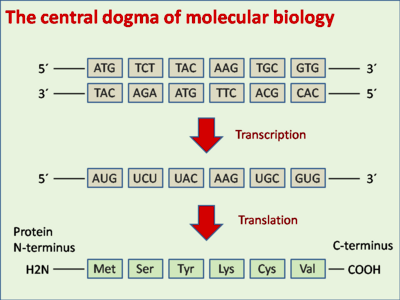 The central dogma of molecular biology
5´ ATG TCT TAC AAG TGC GTG 3´
3´ TAC AGA ATG TTC ACG CAC 5´
Transcription
5´ AUG UCU UAC AAG UGC GUG 3´
Translation
Protein
N-terminus
C-terminus
H2N Met Ser Tyr Lys Cys Val COOH